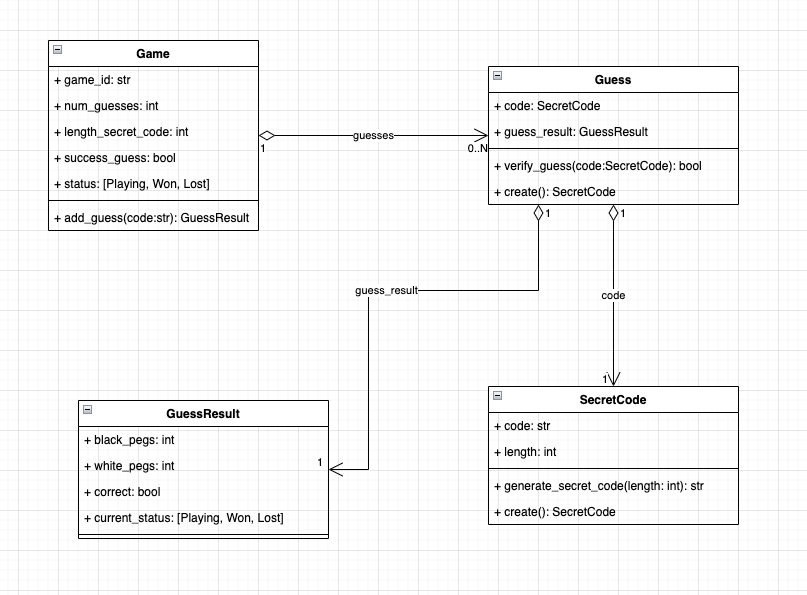 Game
+ game_id: str
+ num_guesses: int
+ length_secret_code: int
+ success_guess: bool
+ status: [Playing, Won, Lost]
+ add_guess(code:str): GuessResult
1
guesses
0..N
Guess
+ code: SecretCode
+ guess_result: GuessResult
+ verify_guess(code:SecretCode): bool
+ create(): SecretCode
1
1
guess_result
code
1
1
GuessResult
+ black_pegs: int
+ white_pegs: int
+ correct: bool
+ current_status: [Playing, Won, Lost]
SecretCode
+ code: str
+ length: int
+ generate_secret_code(length: int): str
+ create(): SecretCode